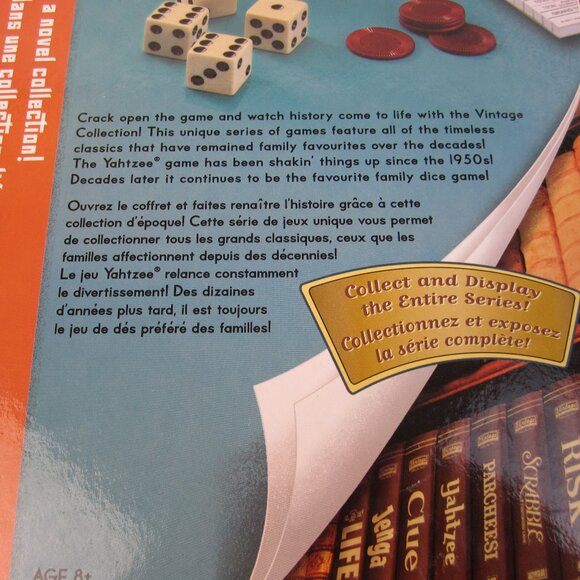 a novel collection!
dans une collection
Crack open the game and watch history come to life with the Vintage
Collection! This unique series of games feature all of the timeless
classics that have remained family favourites over the decades!
The Yahtzee® game has been shakin' things up since the 1950s!
Decades later it continues to be the favourite family dice game!
Ouvrez le coffret et faites renaître l'histoire grâce à cette
collection d'époque! Cette série de jeux unique vous permet
de collectionner tous les grands classiques, ceux que les
familles affectionnent depuis des décennies!
Le jeu Yahtzee® relance constamment
le divertissement! Des dizaines
d'années plus tard, il est toujours
le jeu de dés préféré des familles!
Collect and Display
the Entire Series!
Collectionnez et exposez
la série complète!
LIFE
Jenga
Clue
Yahtzee
PARCHEESI
SCRABBLE
RISK
AGE 8+